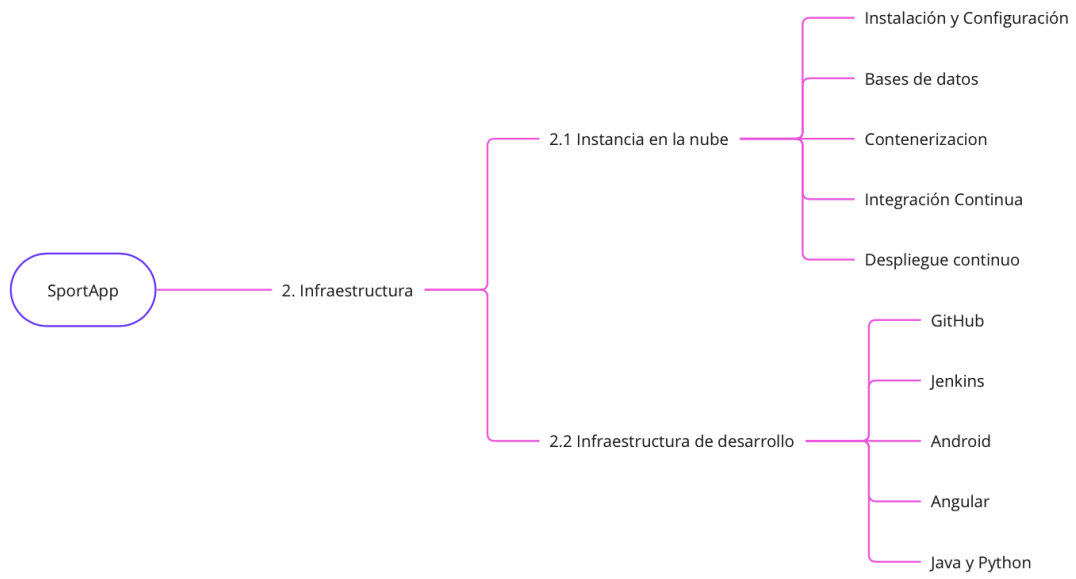 SportApp
2. Infraestructura
2.1 Instancia en la nube
Instalación y Configuración
Bases de datos
Contenerizacion
Integración Continua
Despliegue continuo
2.2 Infraestructura de desarrollo
GitHub
Jenkins
Android
Angular
Java y Python